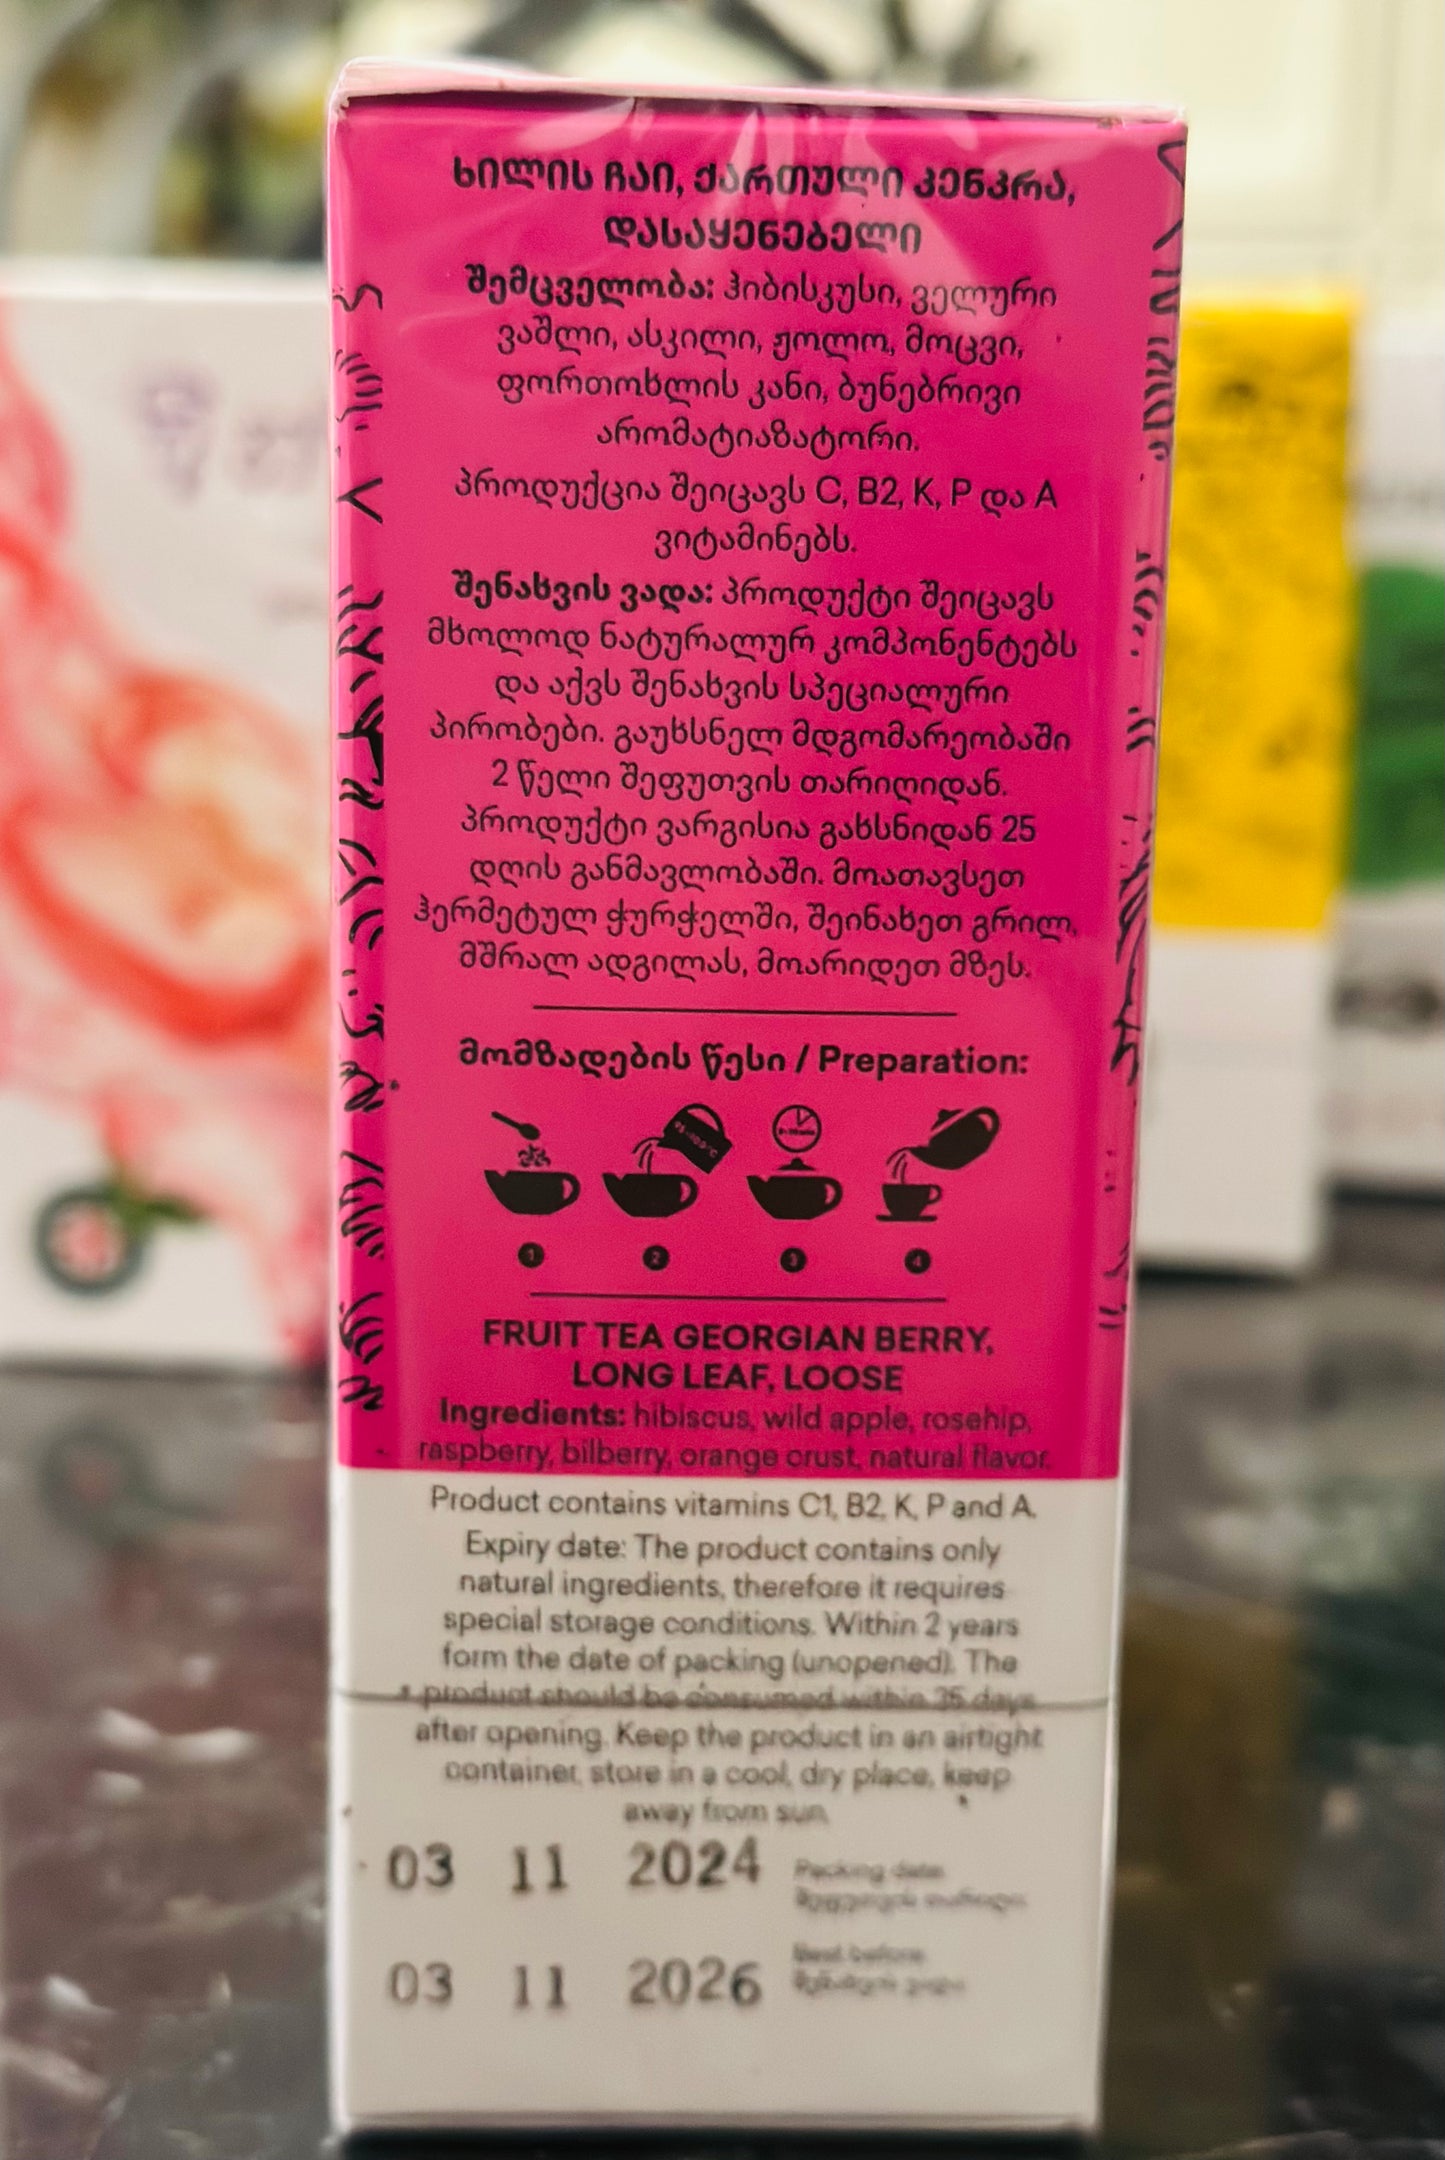 ხილის ჩაი, ქართული კენკრა,
დასაყენებელი
შემცველობა: ჰიბისკუსი, ველური
ვაშლი, ასკილი, ჟოლო, მოცვი,
ფორთოხლის კანი, ბუნებრივი
არომატიაზატორი.
პროდუქცია შეიცავს C, B2, K, P და A
ვიტამინებს.
შენახვის ვადა: პროდუქტი შეიცავს
მხოლოდ ნატურალურ კომპონენტებს
და აქვს შენახვის სპეციალური
პირობები. გაუხსნელ მდგომარეობაში
2 წელი შეფუთვის თარიღიდან.
პროდუქტი ვარგისია გახსნიდან 25
დღის განმავლობაში. მოათავსეთ
ჰერმეტულ ჭურჭელში, შეინახეთ გრილ,
მშრალ ადგილას, მოარიდეთ მზეს.
მომზადების წესი / Preparation:
95-100°C
1 2 3 4
FRUIT TEA GEORGIAN BERRY,
LONG LEAF, LOOSE
Ingredients: hibiscus, wild apple, rosehip,
raspberry, bilberry, orange crust, natural flavor.
Product contains vitamins C1, B2, K, P and A.
Expiry date: The product contains only
natural ingredients, therefore it requires
special storage conditions. Within 2 years
form the date of packing (unopened). The
product should be consumed within days
after opening. Keep the product in an airtight
container, store in a cool, dry place, keep
away from sun.
03 11 2024 Packing date
შეფუთვის თარიღი
03 11 2026 Best before
შენახვის ვადა